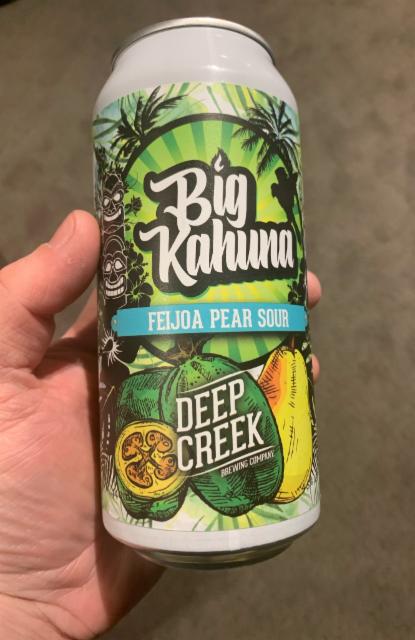 Big
Kahuna
FEIJOA PEAR SOUR
DEEP
CREEK
BREWING COMPANY